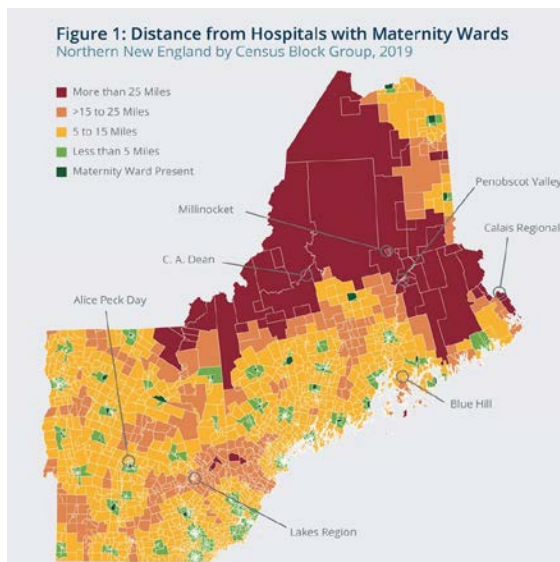 Figure 1: Distance from Hospitals with Maternity Wards
Northern New England by Census Block Group, 2019
More than 25 Miles
>15 to 25 Miles
5 to 15 Miles
Less than 5 Miles
Maternity Ward Present
Penobscot Valley
Millinocket
Calais Regional
C. A. Dean
Alice Peck Day
Blue Hill
Lakes Region